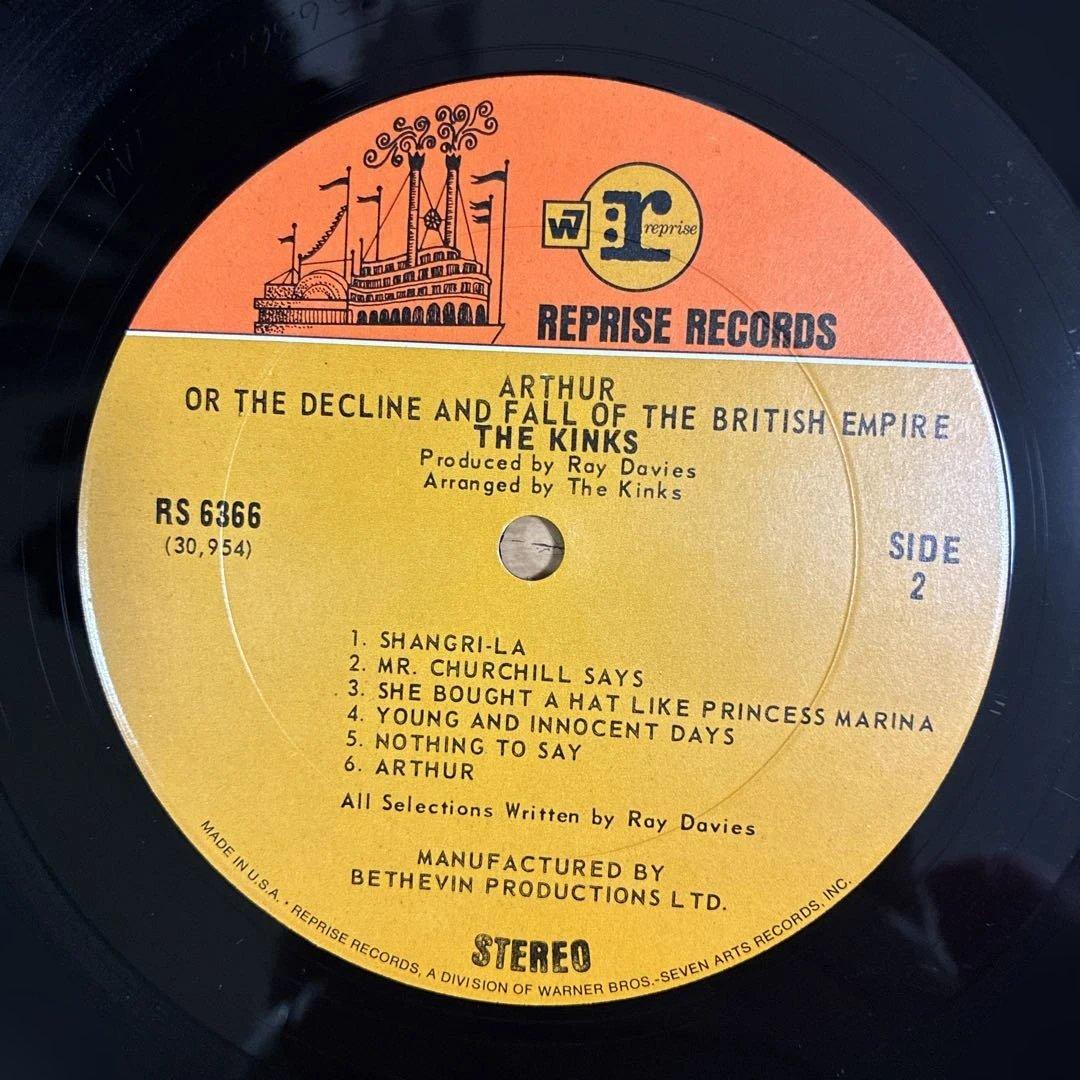 W7
r:
reprise
REPRISE RECORDS
ARTHUR
OR THE DECLINE AND FALL OF THE BRITISH EMPIRE
THE KINKS
Produced by Ray Davies
Arranged by The Kinks
RS 6366
(30,954)
SIDE
2
1. SHANGRI-LA
2. MR. CHURCHILL SAYS
3. SHE BOUGHT A HAT LIKE PRINCESS MARINA
4. YOUNG AND INNOCENT DAYS
5. NOTHING TO SAY
6. ARTHUR
All Selections Written by Ray Davies
MANUFACTURED BY
BETHEVIN PRODUCTIONS LTD.
STEREO
MADE IN U.S.A. • REPRISE RECORDS, A DIVISION OF WARNER BROS.-SEVEN ARTS RECORDS, INC.